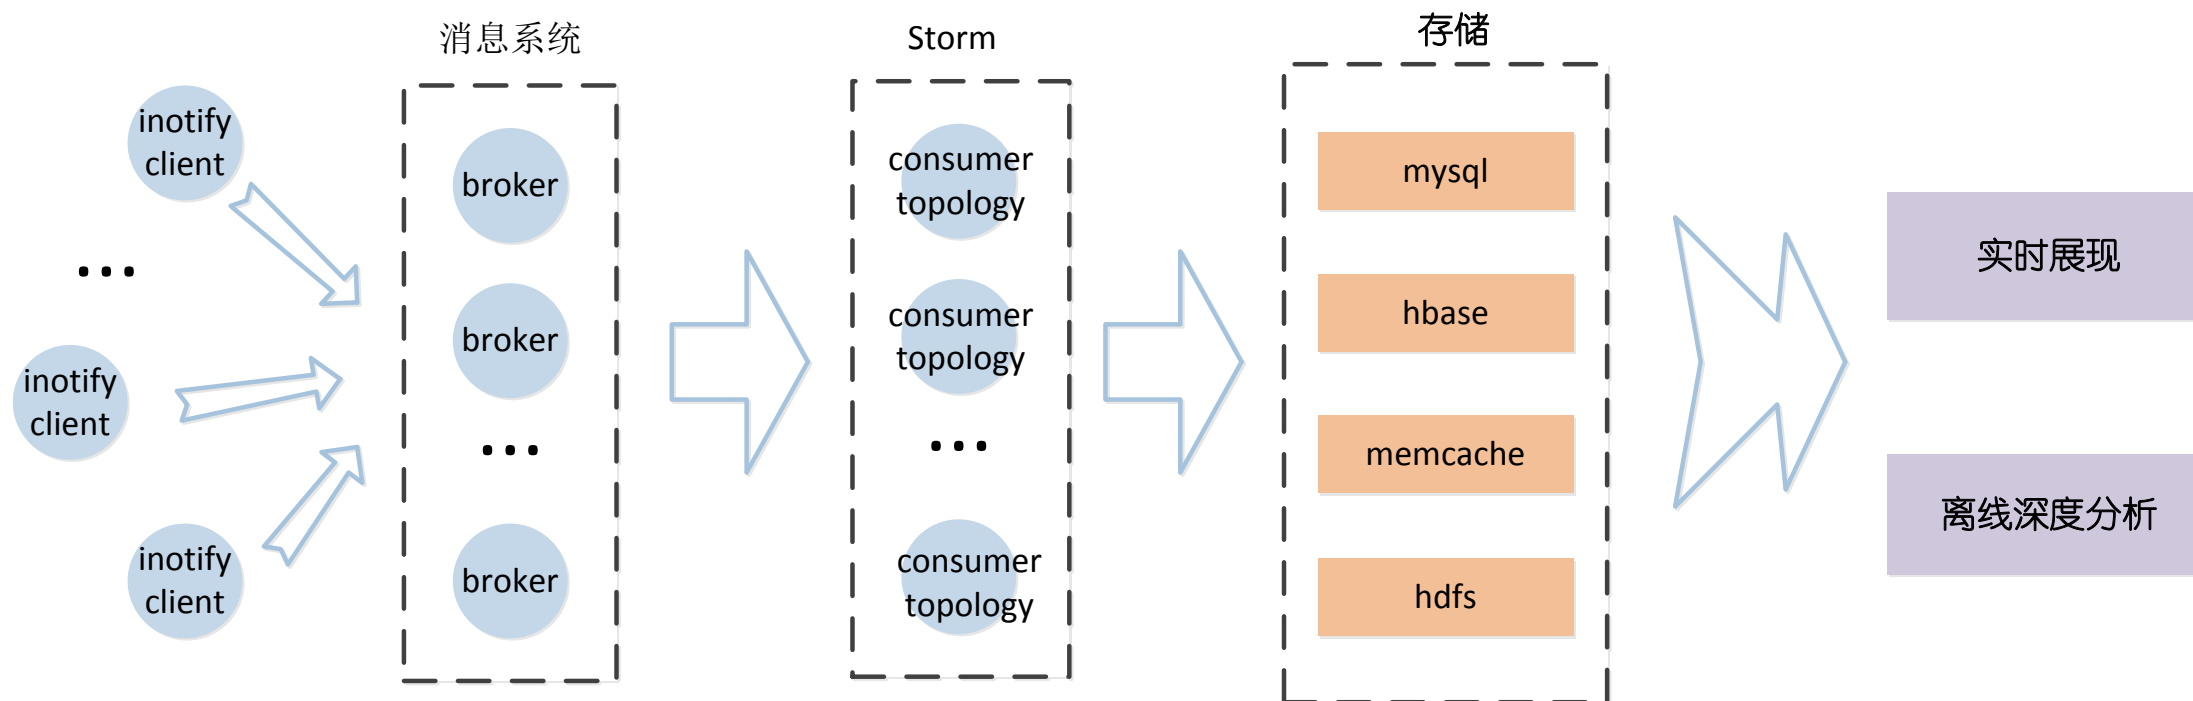 消息系统
Storm
存储
inotify
client
...
inotify
client
inotify
client
broker
broker
...
broker
consumer
topology
consumer
topology
...
consumer
topology
mysql
hbase
memcache
hdfs
实时展现
离线深度分析